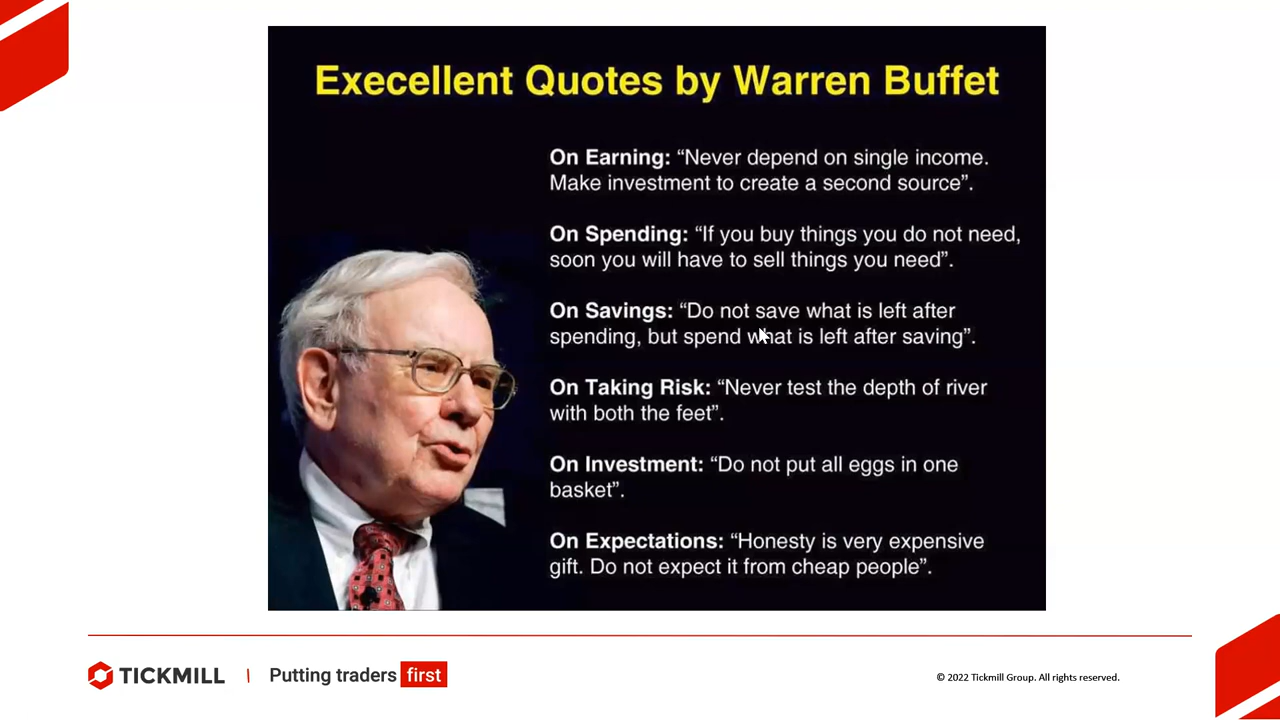 Execellent Quotes by Warren Buffet
On Earning: “Never depend on single income.
Make investment to create a second source”.
On Spending: “If you buy things you do not need,
soon you will have to sell things you need”.
On Savings: “Do not save what is left after
spending, but spend what is left after saving”.
On Taking Risk: “Never test the depth of river
with both the feet”.
On Investment: “Do not put all eggs in one
basket”.
On Expectations: “Honesty is very expensive
gift. Do not expect it from cheap people”.
TICKMILL | Putting traders first
© 2022 Tickmill Group. All rights reserved.